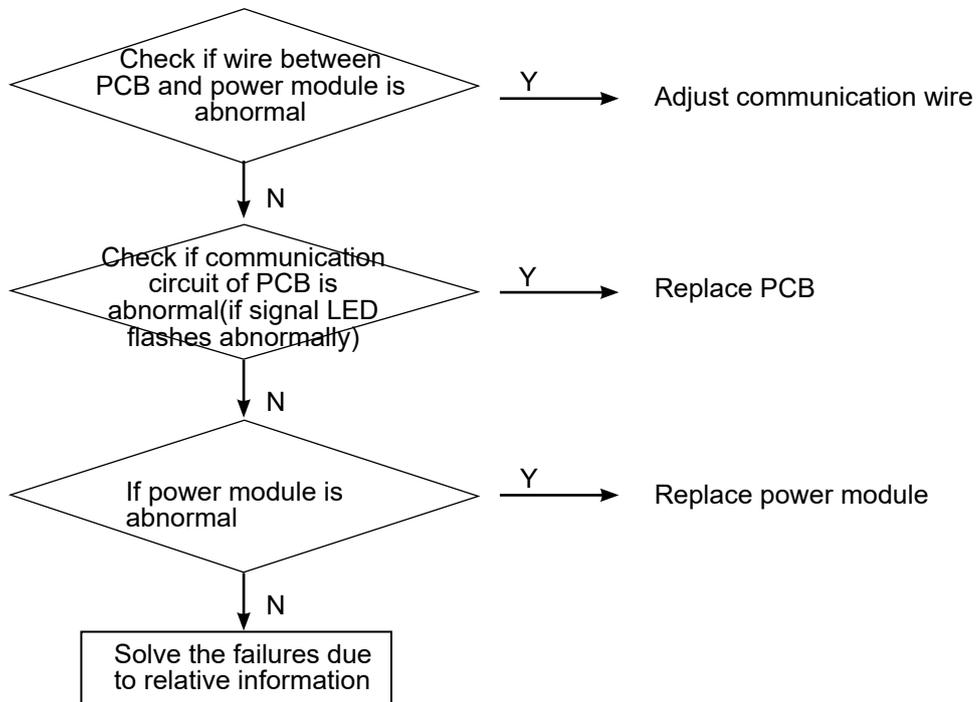 Check if wire between
PCB and power module is
abnormal
Y
Adjust communication wire
N
Check if communication
circuit of PCB is
abnormal(if signal LED
flashes abnormally)
Y
Replace PCB
N
If power module is
abnormal
Y
Replace power module
N
Solve the failures due
to relative information